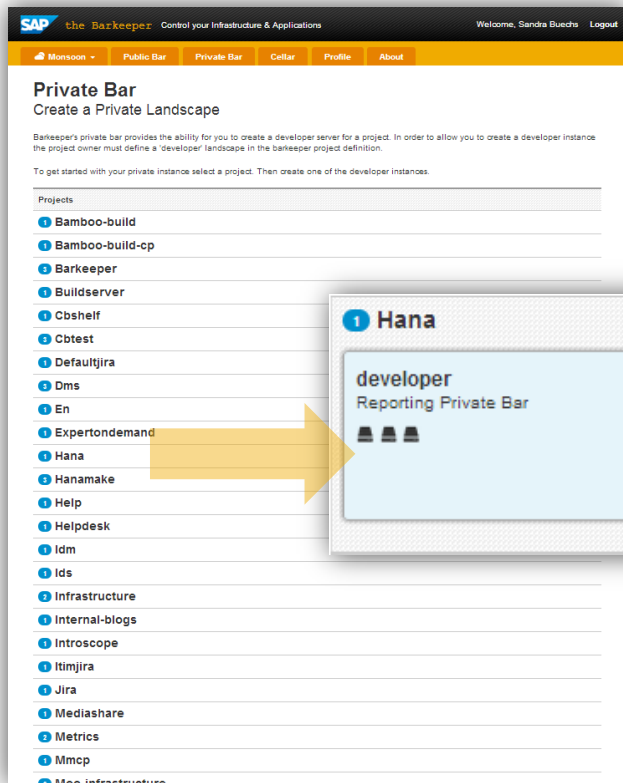 SAP the Barkeeper Control your Infrastructure & Applications Welcome, Sandra Buechs Logout
Monsoon Public Bar Private Bar Cellar Profile About
Private Bar
Create a Private Landscape
Barkeeper's private bar provides the ability for you to create a developer server for a project. In order to allow you to create a developer instance
the project owner must define a 'developer' landscape in the barkeeper project definition.
To get started with your private instance select a project. Then create one of the developer instances.
Projects
1 Bamboo-build
1 Bamboo-build-cp
3 Barkeeper
1 Buildserver
1 Cbshelf
3 Cbtest
1 Defaultjira
3 Dms
1 En
1 Expertondemand
1 Hana
3 Hanamake
1 Help
1 Helpdesk
1 Idm
1 Ids
2 Infrastructure
1 Internal-blogs
1 Introscope
1 Itimjira
1 Jira
1 Mediashare
2 Metrics
1 Mmcp
Moo-infrastructure
1 Hana
developer
Reporting Private Bar